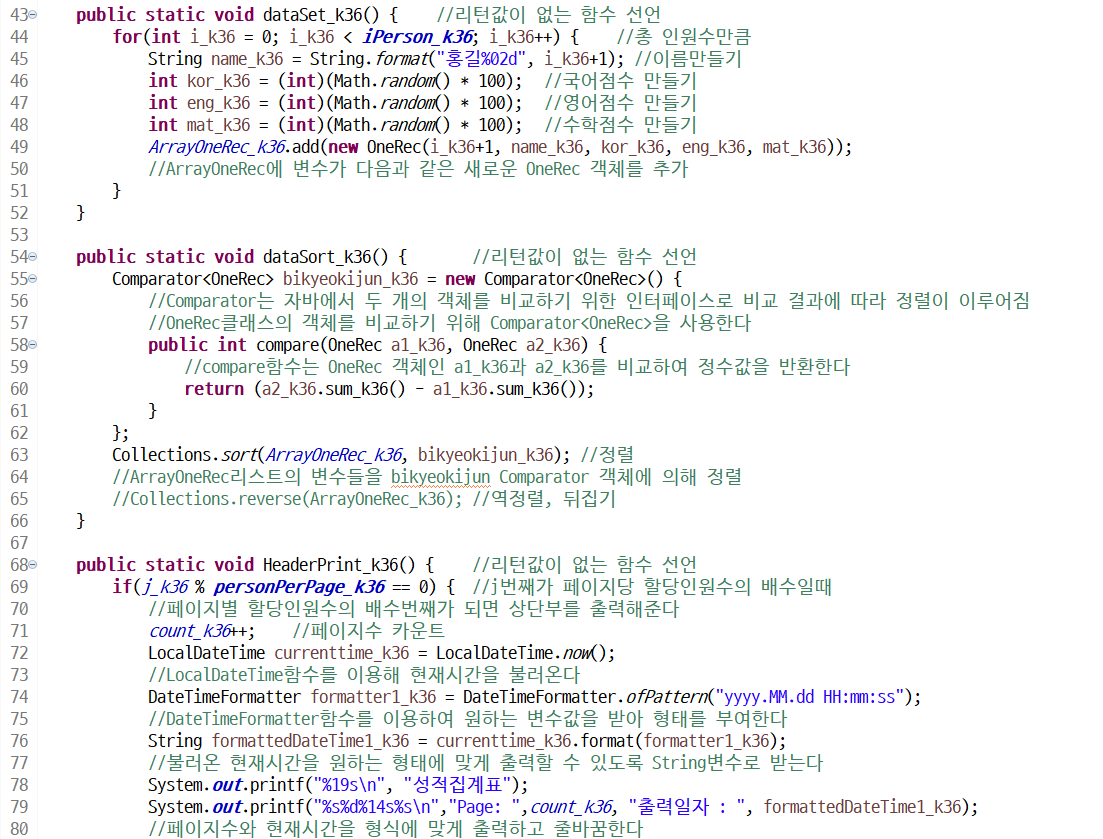 43 public static void dataSet_k36() { //리턴값이 없는 함수 선언
44 for(int i_k36 = 0; i_k36 < iPerson_k36; i_k36++) { //총 인원수만큼
45 String name_k36 = String.format("홍길%02d", i_k36+1); //이름만들기
46 int kor_k36 = (int)(Math.random() * 100); //국어점수 만들기
47 int eng_k36 = (int)(Math.random() * 100); //영어점수 만들기
48 int mat_k36 = (int)(Math.random() * 100); //수학점수 만들기
49 ArrayOneRec_k36.add(new OneRec(i_k36+1, name_k36, kor_k36, eng_k36, mat_k36));
50 //ArrayOneRec에 변수가 다음과 같은 새로운 OneRec 객체를 추가
51 }
52 }
53
54 public static void dataSort_k36() { //리턴값이 없는 함수 선언
55 Comparator<OneRec> bikyeokijun_k36 = new Comparator<OneRec>() {
56 //Comparator는 자바에서 두 개의 객체를 비교하기 위한 인터페이스로 비교 결과에 따라 정렬이 이루어짐
57 //OneRec클래스의 객체를 비교하기 위해 Comparator<OneRec>을 사용한다
58 public int compare(OneRec a1_k36, OneRec a2_k36) {
59 //compare함수는 OneRec 객체인 a1_k36과 a2_k36를 비교하여 정수값을 반환한다
60 return (a2_k36.sum_k36() - a1_k36.sum_k36());
61 }
62 };
63 Collections.sort(ArrayOneRec_k36, bikyeokijun_k36); //정렬
64 //ArrayOneRec리스트의 변수들을 bikyeokijun Comparator 객체에 의해 정렬
65 //Collections.reverse(ArrayOneRec_k36); //역정렬, 뒤집기
66 }
67
68 public static void HeaderPrint_k36() { //리턴값이 없는 함수 선언
69 if(j_k36 % personPerPage_k36 == 0) { //j번째가 페이지당 할당인원수의 배수일때
70 //페이지별 할당인원수의 배수번째가 되면 상단부를 출력해준다
71 count_k36++; //페이지수 카운트
72 LocalDateTime currenttime_k36 = LocalDateTime.now();
73 //LocalDateTime함수를 이용해 현재시간을 불러온다
74 DateTimeFormatter formatter1_k36 = DateTimeFormatter.ofPattern("yyyy.MM.dd HH:mm:ss");
75 //DateTimeFormatter함수를 이용하여 원하는 변수값을 받아 형태를 부여한다
76 String formattedDateTime1_k36 = currenttime_k36.format(formatter1_k36);
77 //불러온 현재시간을 원하는 형태에 맞게 출력할 수 있도록 String변수로 받는다
78 System.out.printf("%19s\n", "성적집계표");
79 System.out.printf("%s%d%14s%s\n","Page: ",count_k36, "출력일자 : ", formattedDateTime1_k36);
80 //페이지수와 현재시간을 형식에 맞게 출력하고 줄바꿈한다